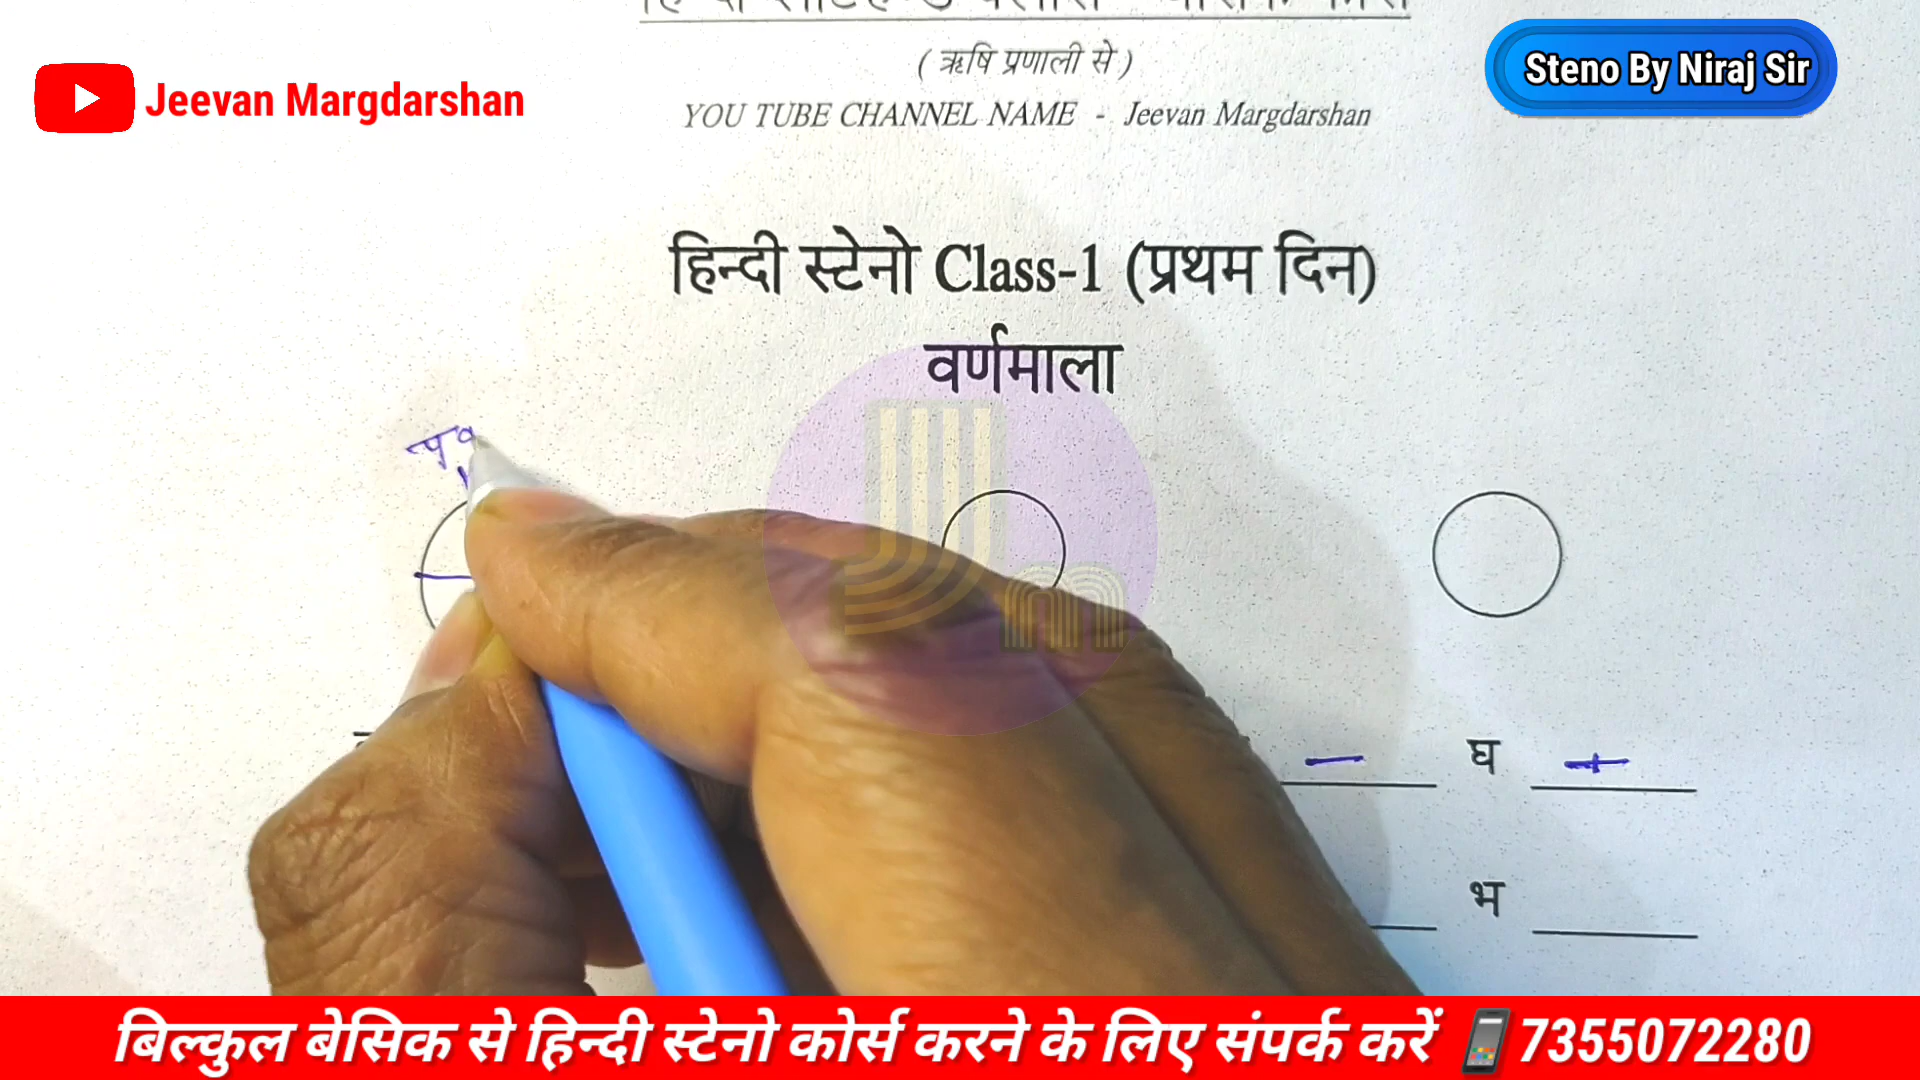 Jeevan Margdarshan
Steno By Niraj Sir
( ऋषि प्रणाली से )
YOU TUBE CHANNEL NAME - Jeevan Margdarshan
हिन्दी स्टेनो Class-1 (प्रथम दिन)
वर्णमाला
घ
भ
बिल्कुल बेसिक से हिन्दी स्टेनो कोर्स करने के लिए संपर्क करें 7355072280